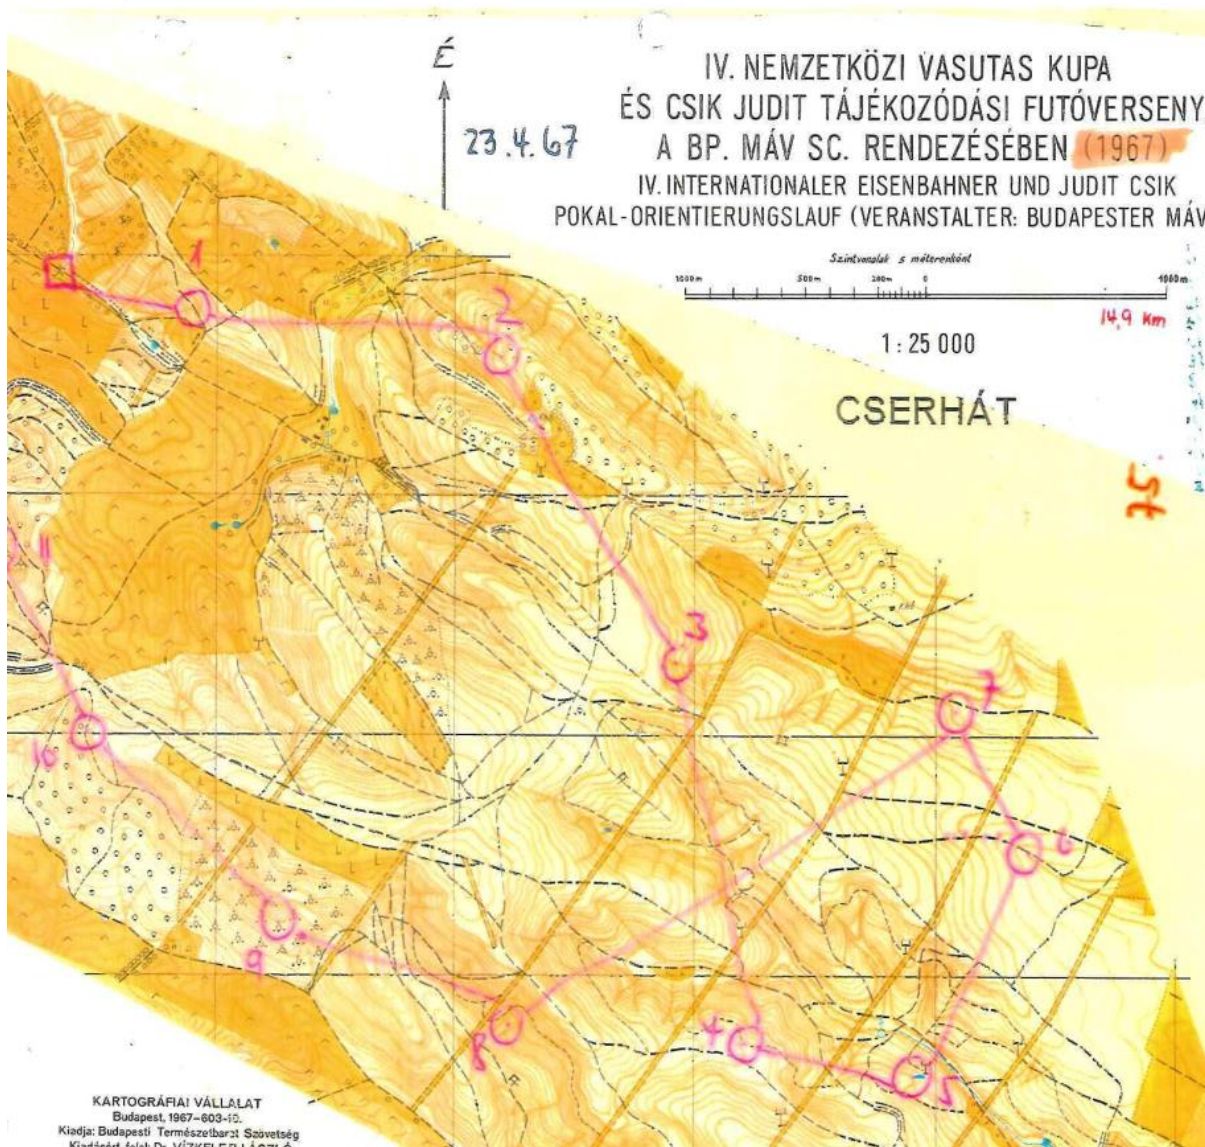 É
23.4.67
IV. NEMZETKÖZI VASUTAS KUPA
ÉS CSIK JUDIT TÁJÉKOZÓDÁSI FUTÓVERSENY
A BP. MÁV SC. RENDEZÉSÉBEN (1967)
IV. INTERNATIONALER EISENBAHNER UND JUDIT CSIK
POKAL-ORIENTIERUNGSLAUF (VERANSTALTER: BUDAPESTER MÁV
Szintvonalak 5 méterenként
1000m 500m 200m 0 1000m
14,9 km
1:25 000
CSERHÁT
57
1
2
3
7
6
4
5
8
9
10
11
KARTOGRÁFIAI VÁLLALAT
Budapest, 1967-603-10.
Kiadja: Budapesti Természetbarát Szövetség